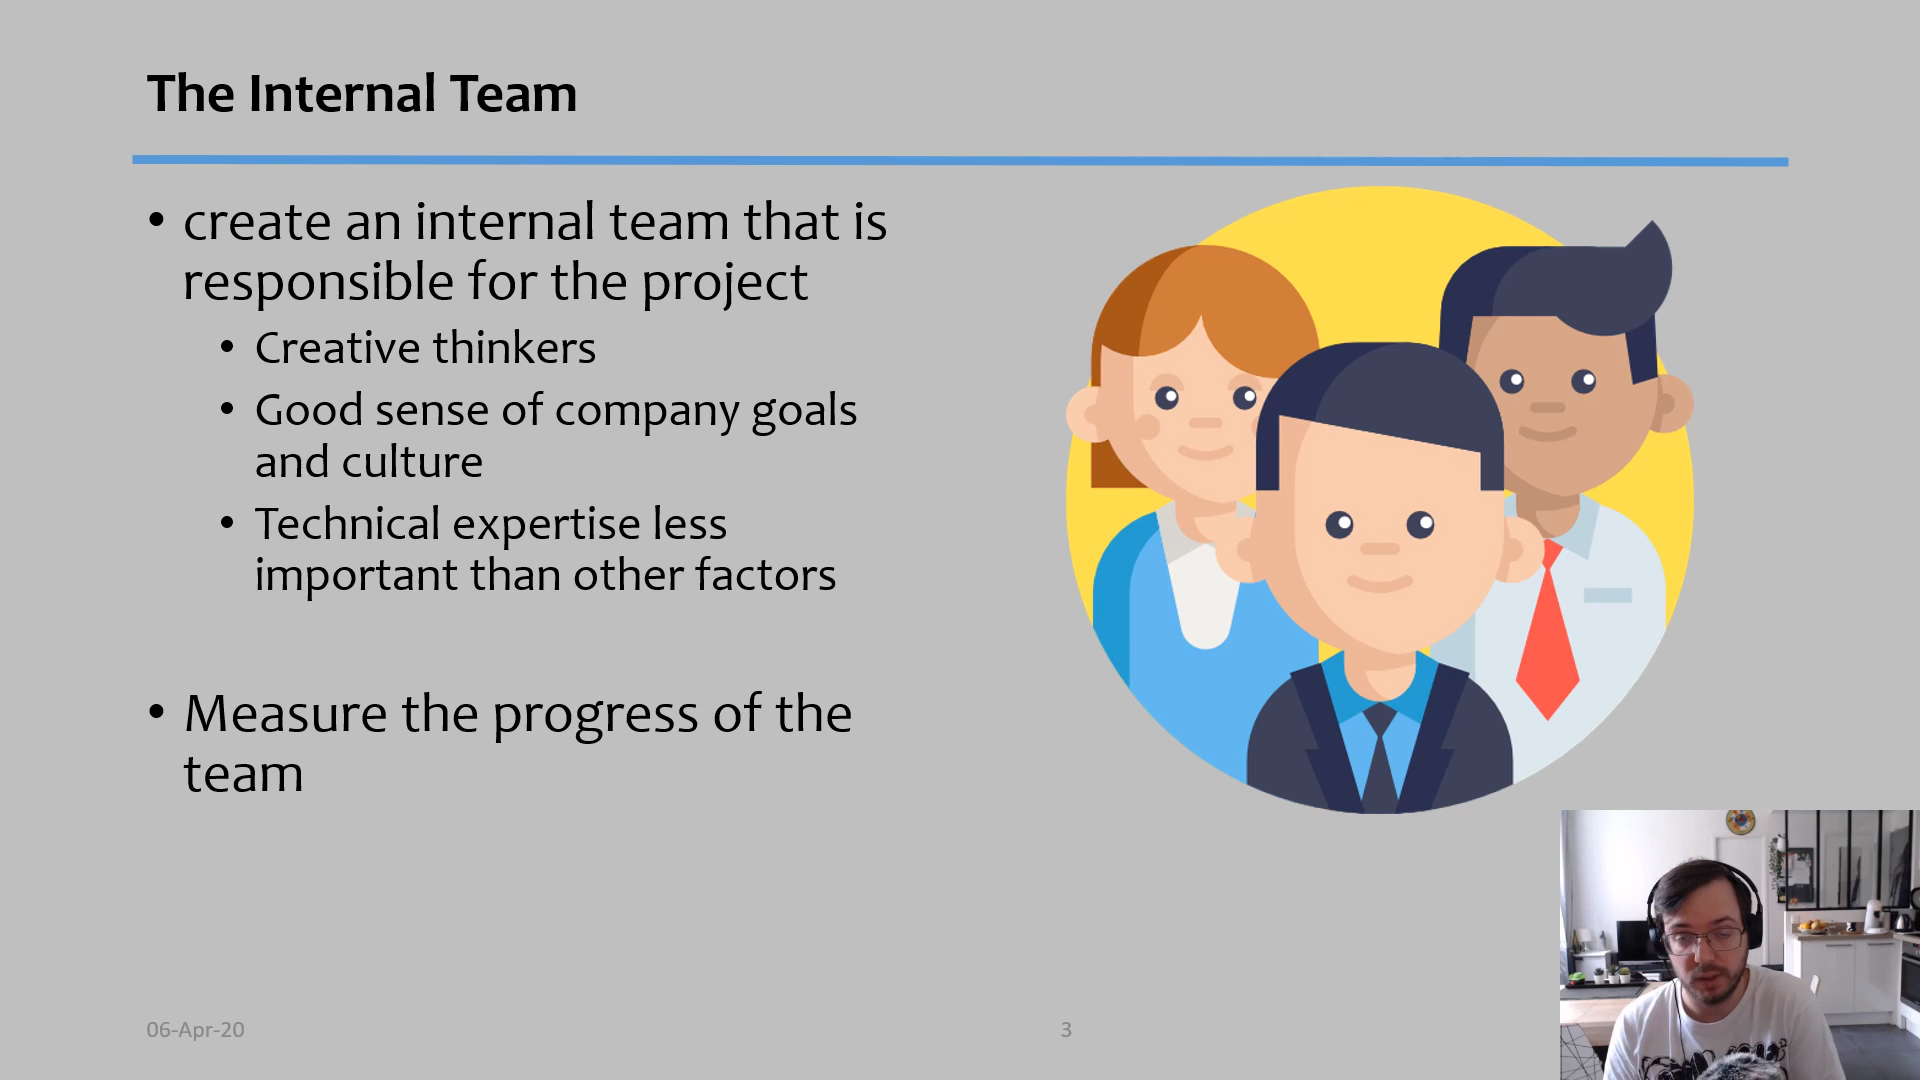 The Internal Team
• create an internal team that is
responsible for the project
• Creative thinkers
• Good sense of company goals
and culture
• Technical expertise less
important than other factors
• Measure the progress of the
team
06-Apr-20
3